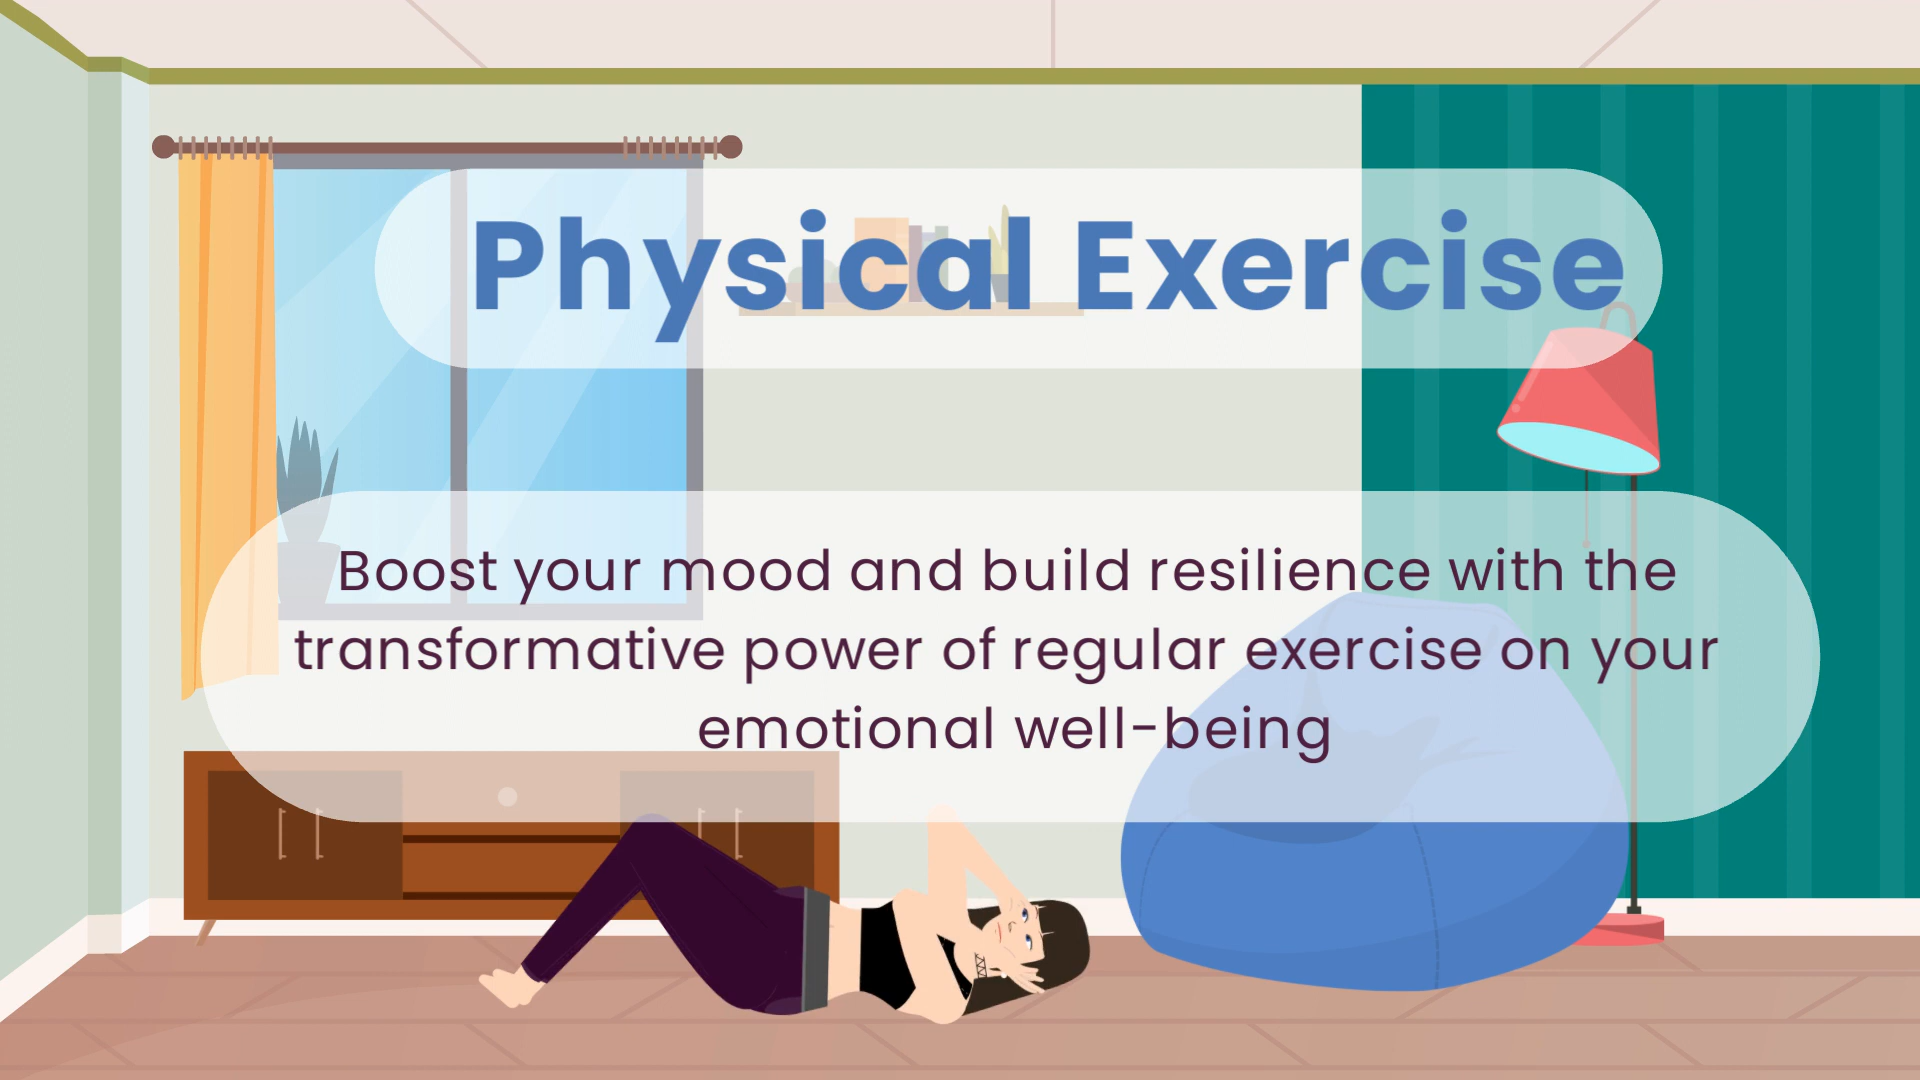 Physical Exercise
Boost your mood and build resilience with the
transformative power of regular exercise on your
emotional well-being